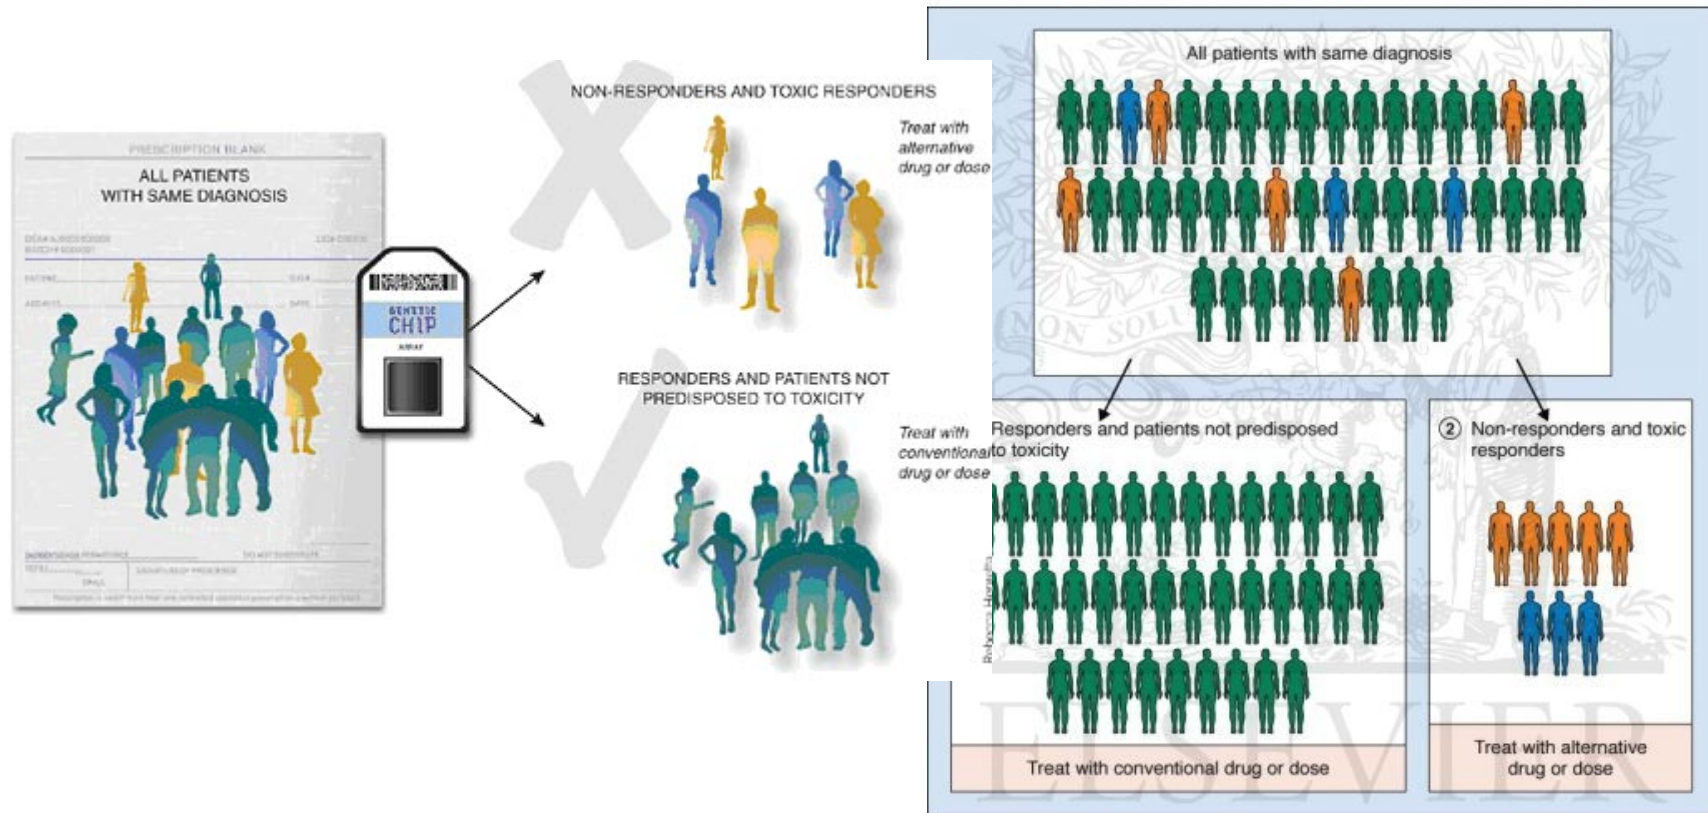 PRESCRIPTION BLANK
ALL PATIENTS
WITH SAME DIAGNOSIS
GENETIC
CHIP
ARRAY
NON-RESPONDERS AND TOXIC RESPONDERS
Treat with
alternative
drug or dose
RESPONDERS AND PATIENTS NOT
PREDISPOSED TO TOXICITY
Treat with
conventional
drug or dose
All patients with same diagnosis
NON SOLUS
Responders and patients not predisposed
to toxicity
Treat with conventional drug or dose
② Non-responders and toxic
responders
Treat with alternative
drug or dose
ELSEVIER